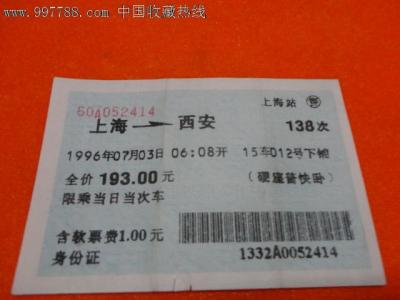 www.997788.com 中国收藏热线
60A052414
上海站 售
上海 → 西安 138次
1996年07月03日 06:08开 15车012号下铺
全价 193.00 元 (硬座普快卧)
限乘当日当次车
含软票费1.00元
身份证 1332A0052414